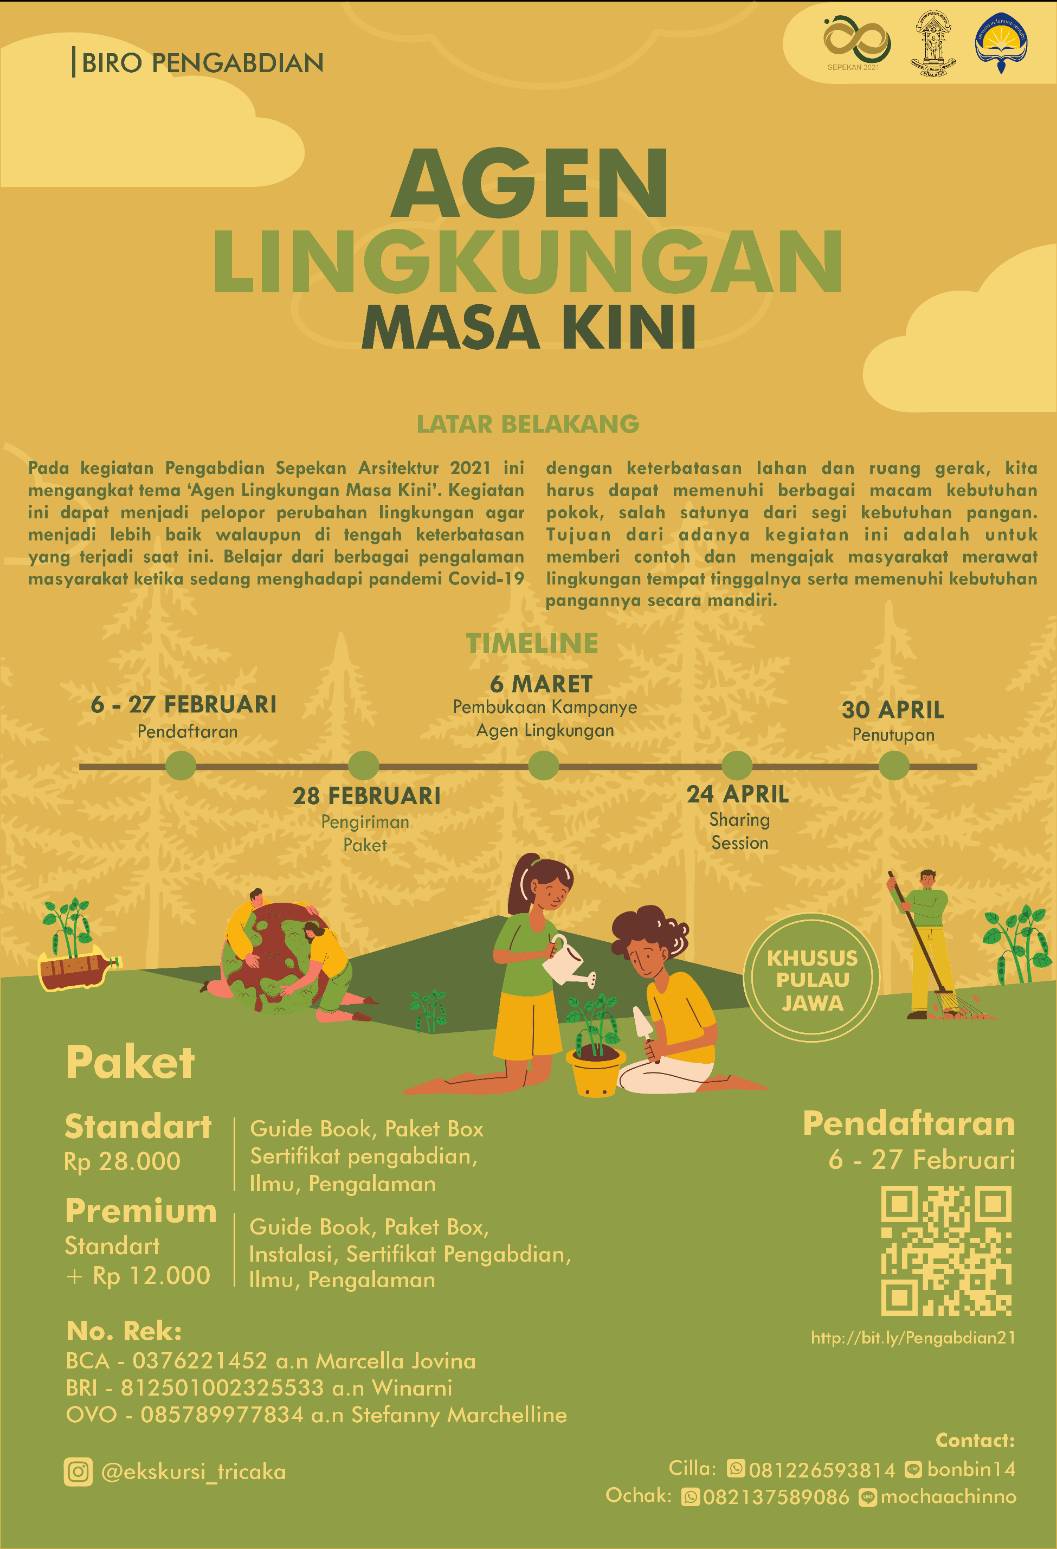 BIRO PENGABDIAN
SEPEKAN 2021
AGEN
LINGKUNGAN
MASA KINI
LATAR BELAKANG
Pada kegiatan Pengabdian Sepekan Arsitektur 2021 ini
mengangkat tema ‘Agen Lingkungan Masa Kini’. Kegiatan
ini dapat menjadi pelopor perubahan lingkungan agar
menjadi lebih baik walaupun di tengah keterbatasan
yang terjadi saat ini. Belajar dari berbagai pengalaman
masyarakat ketika sedang menghadapi pandemi Covid-19
dengan keterbatasan lahan dan ruang gerak, kita
harus dapat memenuhi berbagai macam kebutuhan
pokok, salah satunya dari segi kebutuhan pangan.
Tujuan dari adanya kegiatan ini adalah untuk
memberi contoh dan mengajak masyarakat merawat
lingkungan tempat tinggalnya serta memenuhi kebutuhan
pangannya secara mandiri.
TIMELINE
6 - 27 FEBRUARI
Pendaftaran
28 FEBRUARI
Pengiriman
Paket
6 MARET
Pembukaan Kampanye
Agen Lingkungan
24 APRIL
Sharing
Session
30 APRIL
Penutupan
KHUSUS
PULAU
JAWA
Paket
Standart
Rp 28.000
Guide Book, Paket Box
Sertifikat pengabdian,
Ilmu, Pengalaman
Premium
Standart
+ Rp 12.000
Guide Book, Paket Box,
Instalasi, Sertifikat Pengabdian,
Ilmu, Pengalaman
Pendaftaran
6 - 27 Februari
http://bit.ly/Pengabdian21
No. Rek:
BCA - 0376221452 a.n Marcella Jovina
BRI - 812501002325533 a.n Winarni
OVO - 085789977834 a.n Stefanny Marchelline
@ekskursi_tricaka
Contact:
Cilla: 081226593814 bonbin14
Ochak: 082137589086 mochaachinno